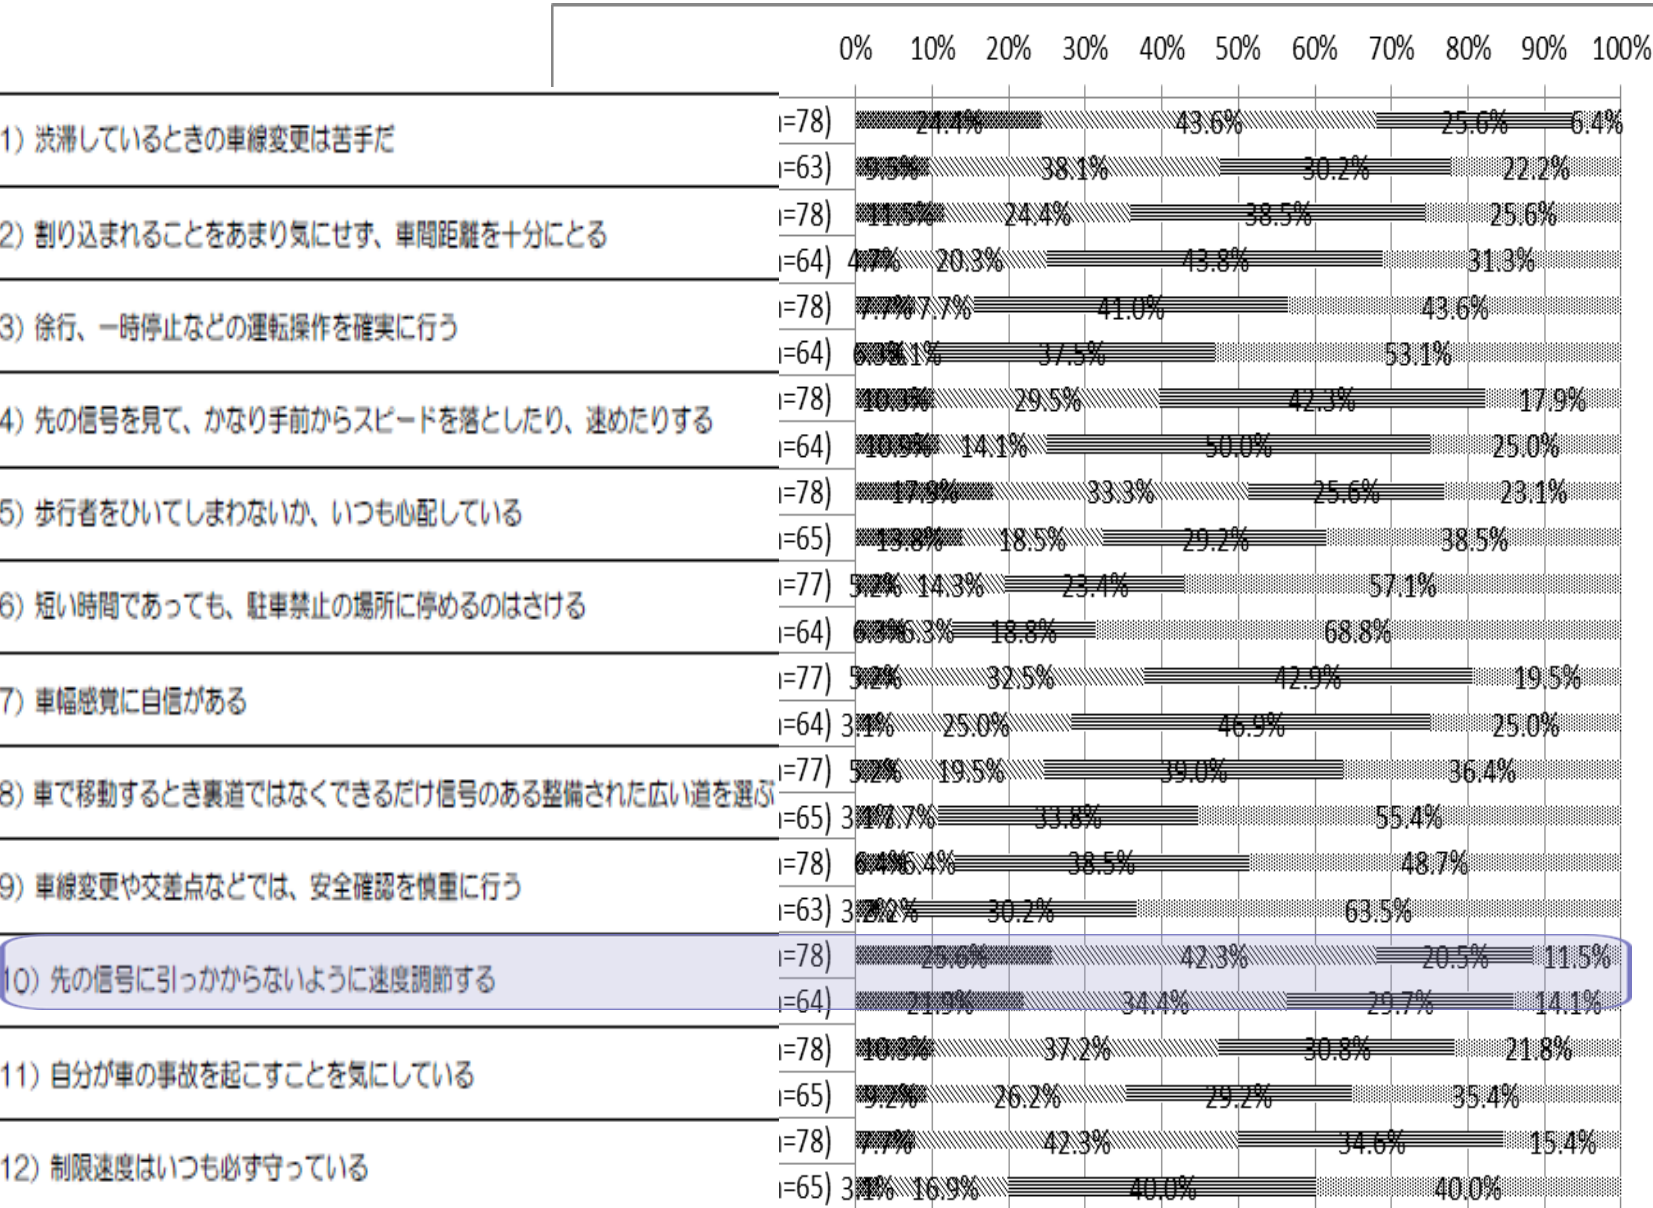 0% 10% 20% 30% 40% 50% 60% 70% 80% 90% 100%
1) 渋滞しているときの車線変更は苦手だ
=78) 24.4% 43.6% 25.6% 6.4%
=63) 9.5% 38.1% 30.2% 22.2%
2) 割り込まれることをあまり気にせず、車間距離を十分にとる
=78) 11.5% 24.4% 38.5% 25.6%
=64) 4.7% 20.3% 43.8% 31.3%
3) 徐行、一時停止などの運転操作を確実に行う
=78) 7.7% 7.7% 41.0% 43.6%
=64) 6.3% 3.1% 37.5% 53.1%
4) 先の信号を見て、かなり手前からスピードを落としたり、速めたりする
=78) 10.3% 29.5% 42.3% 17.9%
=64) 10.9% 14.1% 50.0% 25.0%
5) 歩行者をひいてしまわないか、いつも心配している
=78) 17.9% 33.3% 25.6% 23.1%
=65) 13.8% 18.5% 29.2% 38.5%
6) 短い時間であっても、駐車禁止の場所に停めるのはさける
=77) 5.2% 14.3% 23.4% 57.1%
=64) 6.3% 6.3% 18.8% 68.8%
7) 車幅感覚に自信がある
=77) 5.2% 32.5% 42.9% 19.5%
=64) 3.1% 25.0% 46.9% 25.0%
8) 車で移動するとき裏道ではなくできるだけ信号のある整備された広い道を選ぶ
=77) 5.2% 19.5% 39.0% 36.4%
=65) 3.1% 7.7% 33.8% 55.4%
9) 車線変更や交差点などでは、安全確認を慎重に行う
=78) 6.4% 6.4% 38.5% 48.7%
=63) 3.2% 3.2% 30.2% 63.5%
10) 先の信号に引っかからないように速度調節する
=78) 25.6% 42.3% 20.5% 11.5%
=64) 21.9% 34.4% 29.7% 14.1%
11) 自分が車の事故を起こすことを気にしている
=78) 10.3% 37.2% 30.8% 21.8%
=65) 9.2% 26.2% 29.2% 35.4%
12) 制限速度はいつも必ず守っている
=78) 7.7% 42.3% 34.6% 15.4%
=65) 3.1% 16.9% 40.0% 40.0%